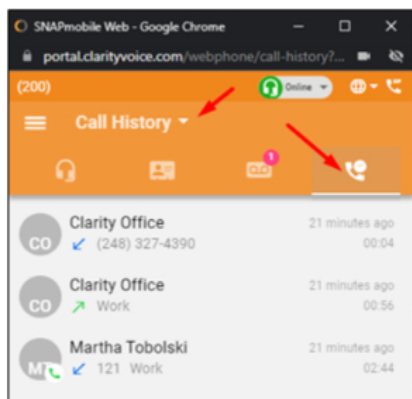 SNAPmobile Web - Google Chrome
portal.clarityvoice.com/webphone/call-history?...
(200) Online
Call History
1
Clarity Office 21 minutes ago
CO (248) 327-4390 00:04
Clarity Office 21 minutes ago
CO Work 00:56
Martha Tobolski 21 minutes ago
121 Work 02:44